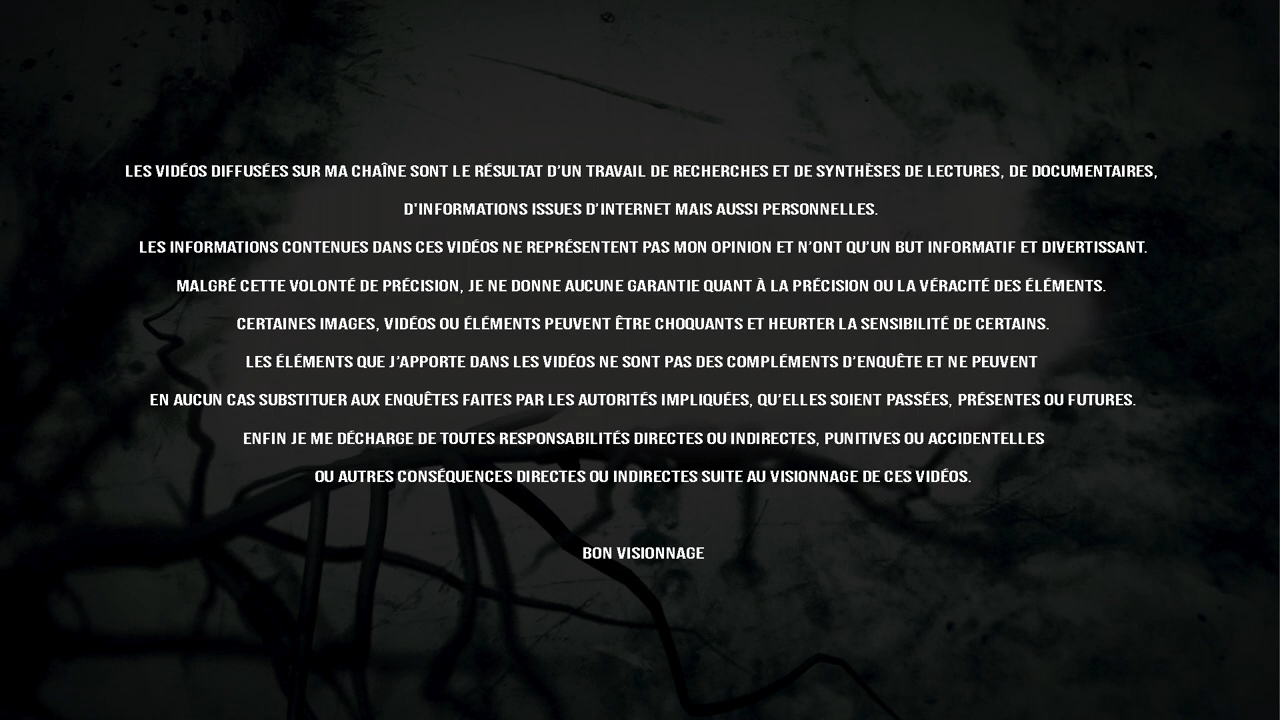 LES VIDÉOS DIFFUSÉES SUR MA CHAÎNE SONT LE RÉSULTAT D'UN TRAVAIL DE RECHERCHES ET DE SYNTHÈSES DE LECTURES, DE DOCUMENTAIRES,
D'INFORMATIONS ISSUES D'INTERNET MAIS AUSSI PERSONNELLES.
LES INFORMATIONS CONTENUES DANS CES VIDÉOS NE REPRÉSENTENT PAS MON OPINION ET N'ONT QU'UN BUT INFORMATIF ET DIVERTISSANT.
MALGRÉ CETTE VOLONTÉ DE PRÉCISION, JE NE DONNE AUCUNE GARANTIE QUANT À LA PRÉCISION OU LA VÉRACITÉ DES ÉLÉMENTS.
CERTAINES IMAGES, VIDÉOS OU ÉLÉMENTS PEUVENT ÊTRE CHOQUANTS ET HEURTER LA SENSIBILITÉ DE CERTAINS.
LES ÉLÉMENTS QUE J'APPORTE DANS LES VIDÉOS NE SONT PAS DES COMPLÉMENTS D'ENQUÊTE ET NE PEUVENT
EN AUCUN CAS SUBSTITUER AUX ENQUÊTES FAITES PAR LES AUTORITÉS IMPLIQUÉES, QU'ELLES SOIENT PASSÉES, PRÉSENTES OU FUTURES.
ENFIN JE ME DÉCHARGE DE TOUTES RESPONSABILITÉS DIRECTES OU INDIRECTES, PUNITIVES OU ACCIDENTELLES
OU AUTRES CONSÉQUENCES DIRECTES OU INDIRECTES SUITE AU VISIONNAGE DE CES VIDÉOS.
BON VISIONNAGE